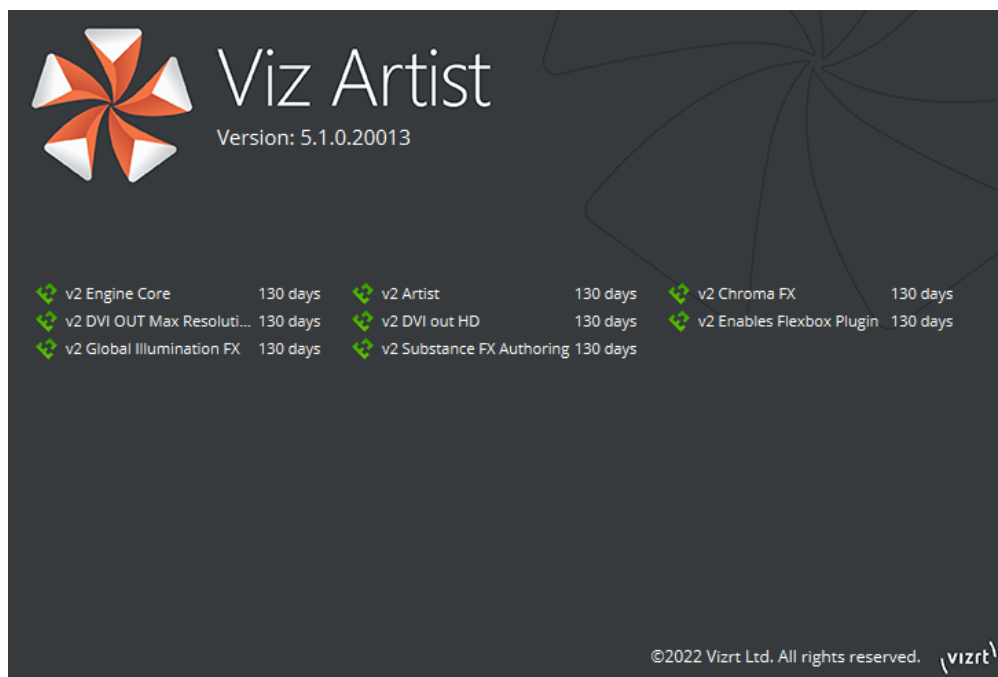 Viz Artist
Version: 5.1.0.20013
v2 Engine Core 130 days v2 Artist 130 days v2 Chroma FX 130 days
v2 DVI OUT Max Resoluti... 130 days v2 DVI out HD 130 days v2 Enables Flexbox Plugin 130 days
v2 Global Illumination FX 130 days v2 Substance FX Authoring 130 days
©2022 Vizrt Ltd. All rights reserved. vizrt